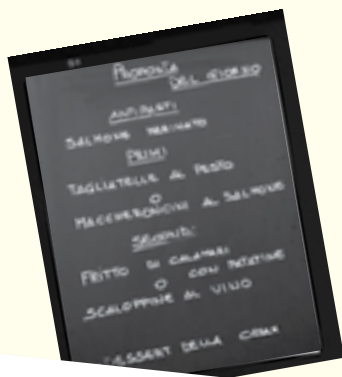 PROPOSTA
DEL GIORNO
ANTIPASTI
SALMONE MARINATO
PRIMI
TAGLIATELLE AL PESTO
O
MACCHERONCINI AL SALMONE
SECONDI:
FRITTO DI CALAMARI
O CON PATATINE
SCALOPPINE AL VINO
DESSERT DELLA CASA